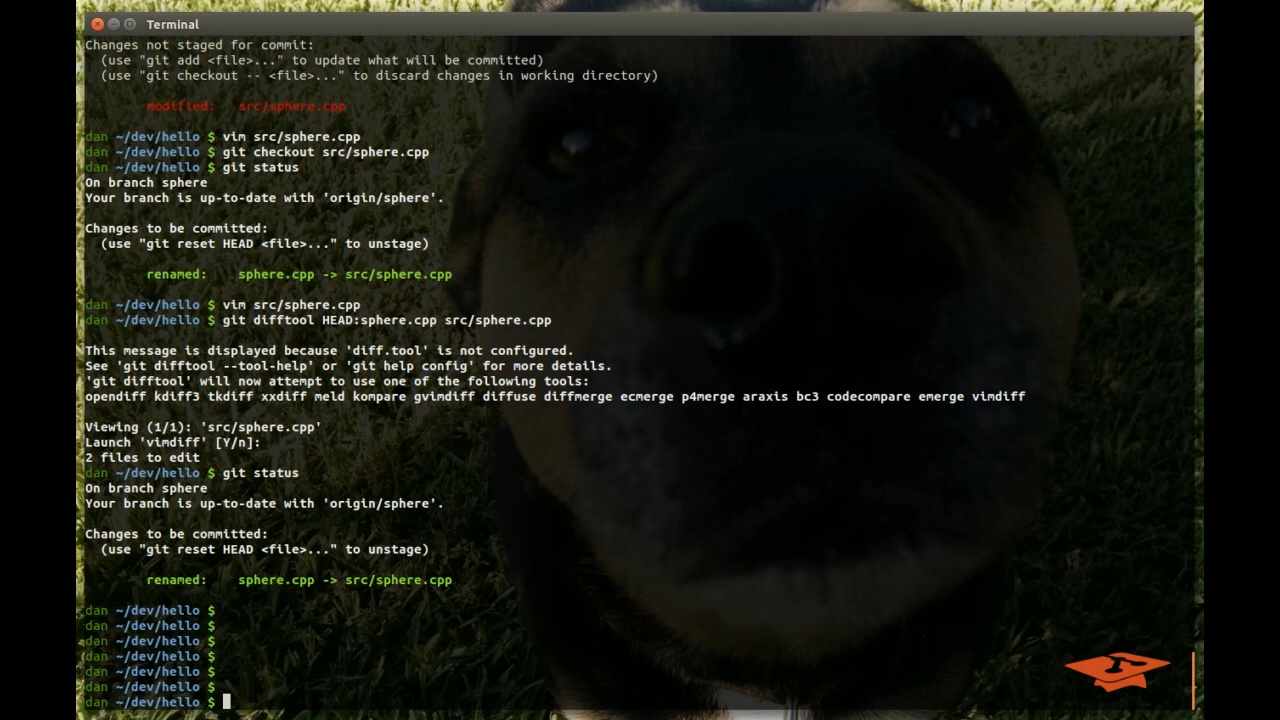 Terminal
Changes not staged for commit:
(use "git add <file>..." to update what will be committed)
(use "git checkout -- <file>..." to discard changes in working directory)
modified: src/sphere.cpp
dan ~/dev/hello $ vim src/sphere.cpp
dan ~/dev/hello $ git checkout src/sphere.cpp
dan ~/dev/hello $ git status
On branch sphere
Your branch is up-to-date with 'origin/sphere'.
Changes to be committed:
(use "git reset HEAD <file>..." to unstage)
renamed: sphere.cpp -> src/sphere.cpp
dan ~/dev/hello $ vim src/sphere.cpp
dan ~/dev/hello $ git difftool HEAD:sphere.cpp src/sphere.cpp
This message is displayed because 'diff.tool' is not configured.
See 'git difftool --tool-help' or 'git help config' for more details.
'git difftool' will now attempt to use one of the following tools:
opendiff kdiff3 tkdiff xxdiff meld kompare gvimdiff diffuse diffmerge ecmerge p4merge araxis bc3 codecompare emerge vimdiff
Viewing (1/1): 'src/sphere.cpp'
Launch 'vimdiff' [Y/n]:
2 files to edit
dan ~/dev/hello $ git status
On branch sphere
Your branch is up-to-date with 'origin/sphere'.
Changes to be committed:
(use "git reset HEAD <file>..." to unstage)
renamed: sphere.cpp -> src/sphere.cpp
dan ~/dev/hello $
dan ~/dev/hello $
dan ~/dev/hello $
dan ~/dev/hello $
dan ~/dev/hello $
dan ~/dev/hello $
dan ~/dev/hello $